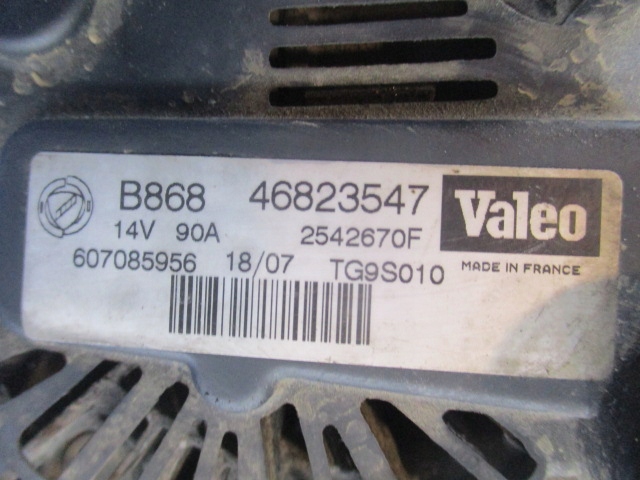 B868 46823547 Valeo
14V 90A 2542670F
607085956 18/07 TG9S010 MADE IN FRANCE